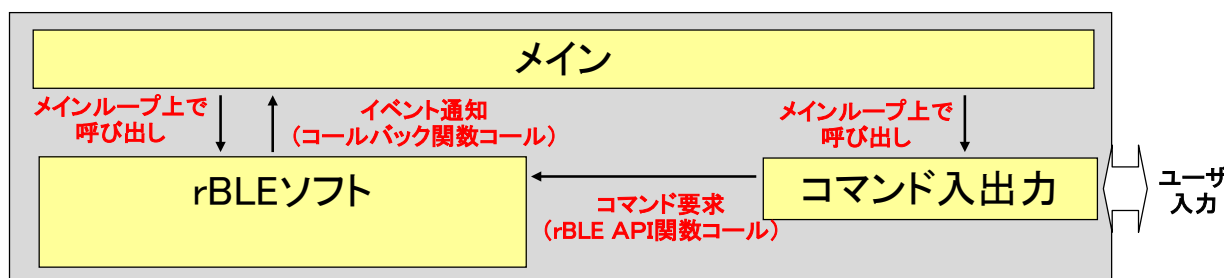 メイン
メインループ上で
呼び出し
イベント通知
（コールバック関数コール）
メインループ上で
呼び出し
rBLEソフト
コマンド要求
（rBLE API関数コール）
コマンド入出力
ユーザ
入力